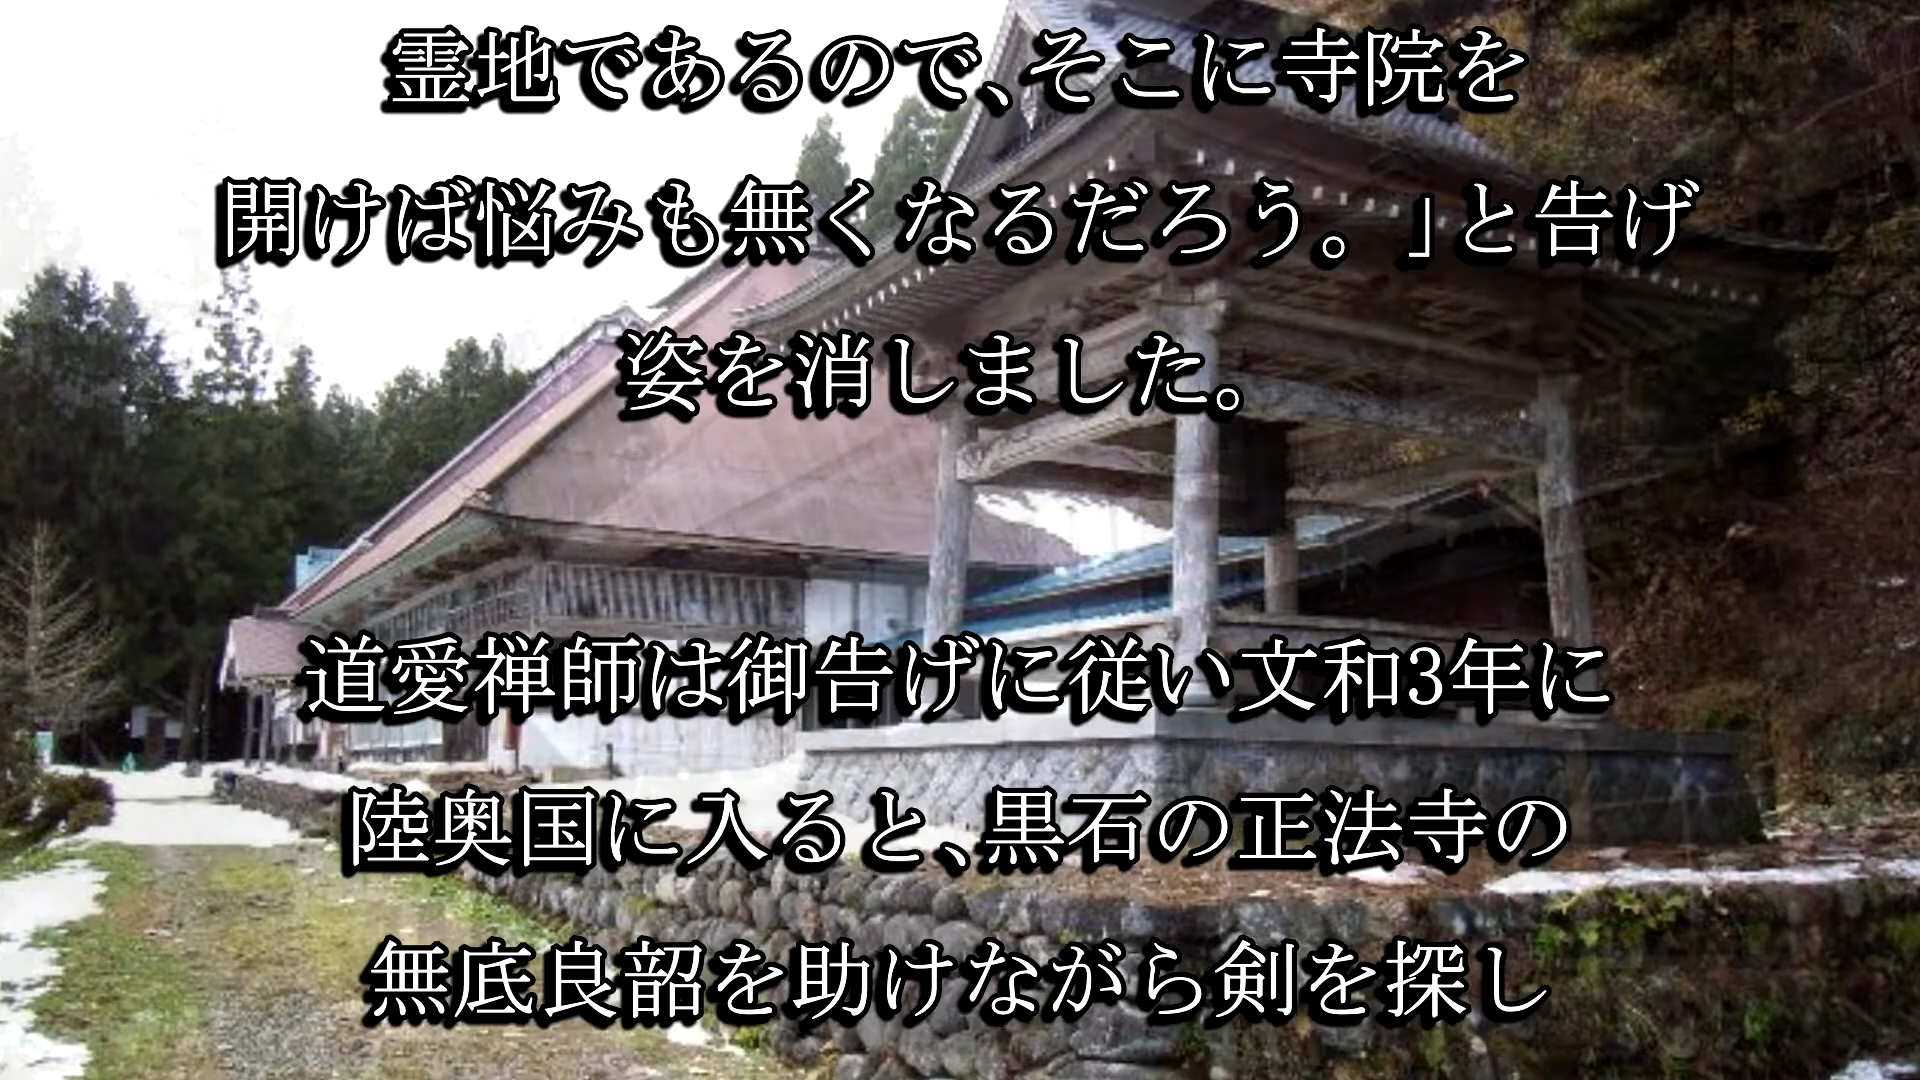 霊地であるので、そこに寺院を
開けば悩みも無くなるだろう。」と告げ
姿を消しました。
道愛禅師は御告げに従い文和3年に
陸奥国に入ると、黒石の正法寺の
無底良韶を助けながら剣を探し